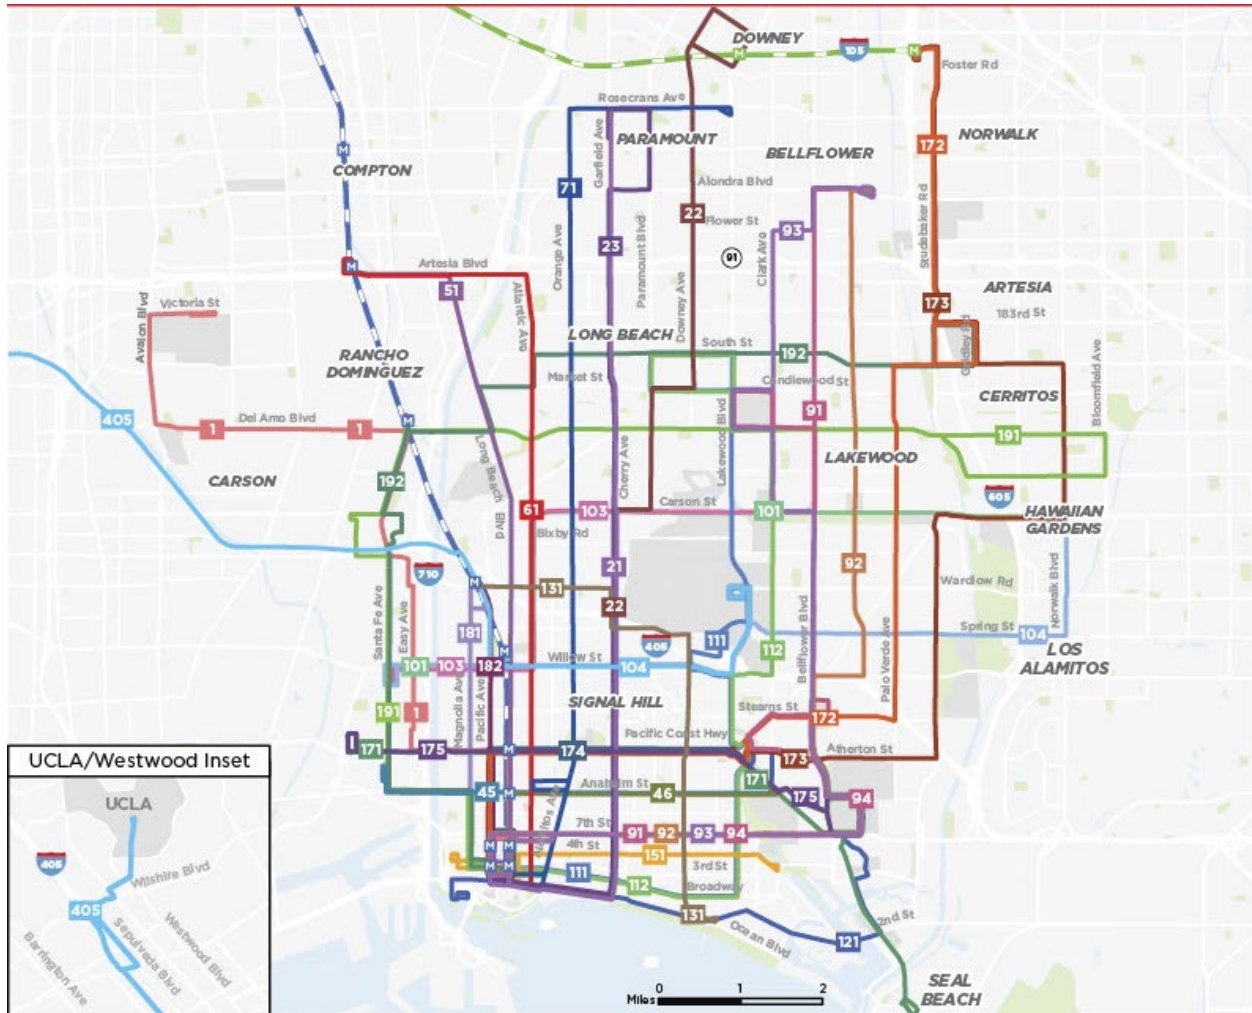 DOWNEY
105
M
M
Foster Rd
Rosecrans Ave
PARAMOUNT
NORWALK
172
M
COMPTON
BELLFLOWER
Garfield Ave
71
Alondra Blvd
22
Flower St
Studebaker Rd
93
23
Orange Ave
Paramount Blvd
Clark Ave
91
M
Artesia Blvd
51
Atlantic Ave
Downey Ave
ARTESIA
173
183rd St
Victoria St
Avalon Blvd
LONG BEACH
South St
192
Gridley Rd
RANCHO
DOMINGUEZ
Market St
Candlewood St
CERRITOS
Bloomfield Ave
91
405
Del Amo Blvd
M
1
1
191
Lakewood Blvd
LAKEWOOD
Long Beach Blvd
Cherry Ave
CARSON
192
605
61
103
Carson St
101
HAWAIIAN
GARDENS
Bixby Rd
21
92
710
M
131
22
Wardlow Rd
Norwalk Blvd
Santa Fe Ave
Easy Ave
181
405
111
Bellflower Blvd
Palo Verde Ave
Spring St
104
LOS
ALAMITOS
112
M
101
103
182
Willow St
104
Magnolia Ave
Pacific Ave
SIGNAL HILL
Stearns St
172
191
1
Pacific Coast Hwy
171
175
M
174
173
Atherton St
UCLA/Westwood Inset
171
Anaheim St
45
M
46
175
94
UCLA
Alamitos Ave
7th St
91
92
93
94
M
M
4th St
151
3rd St
405
Wilshire Blvd
M
M
111
112
Broadway
405
131
2nd St
Sepulveda Blvd
Westwood Blvd
Barrington Ave
Ocean Blvd
121
SEAL
BEACH
0
1
2
Miles